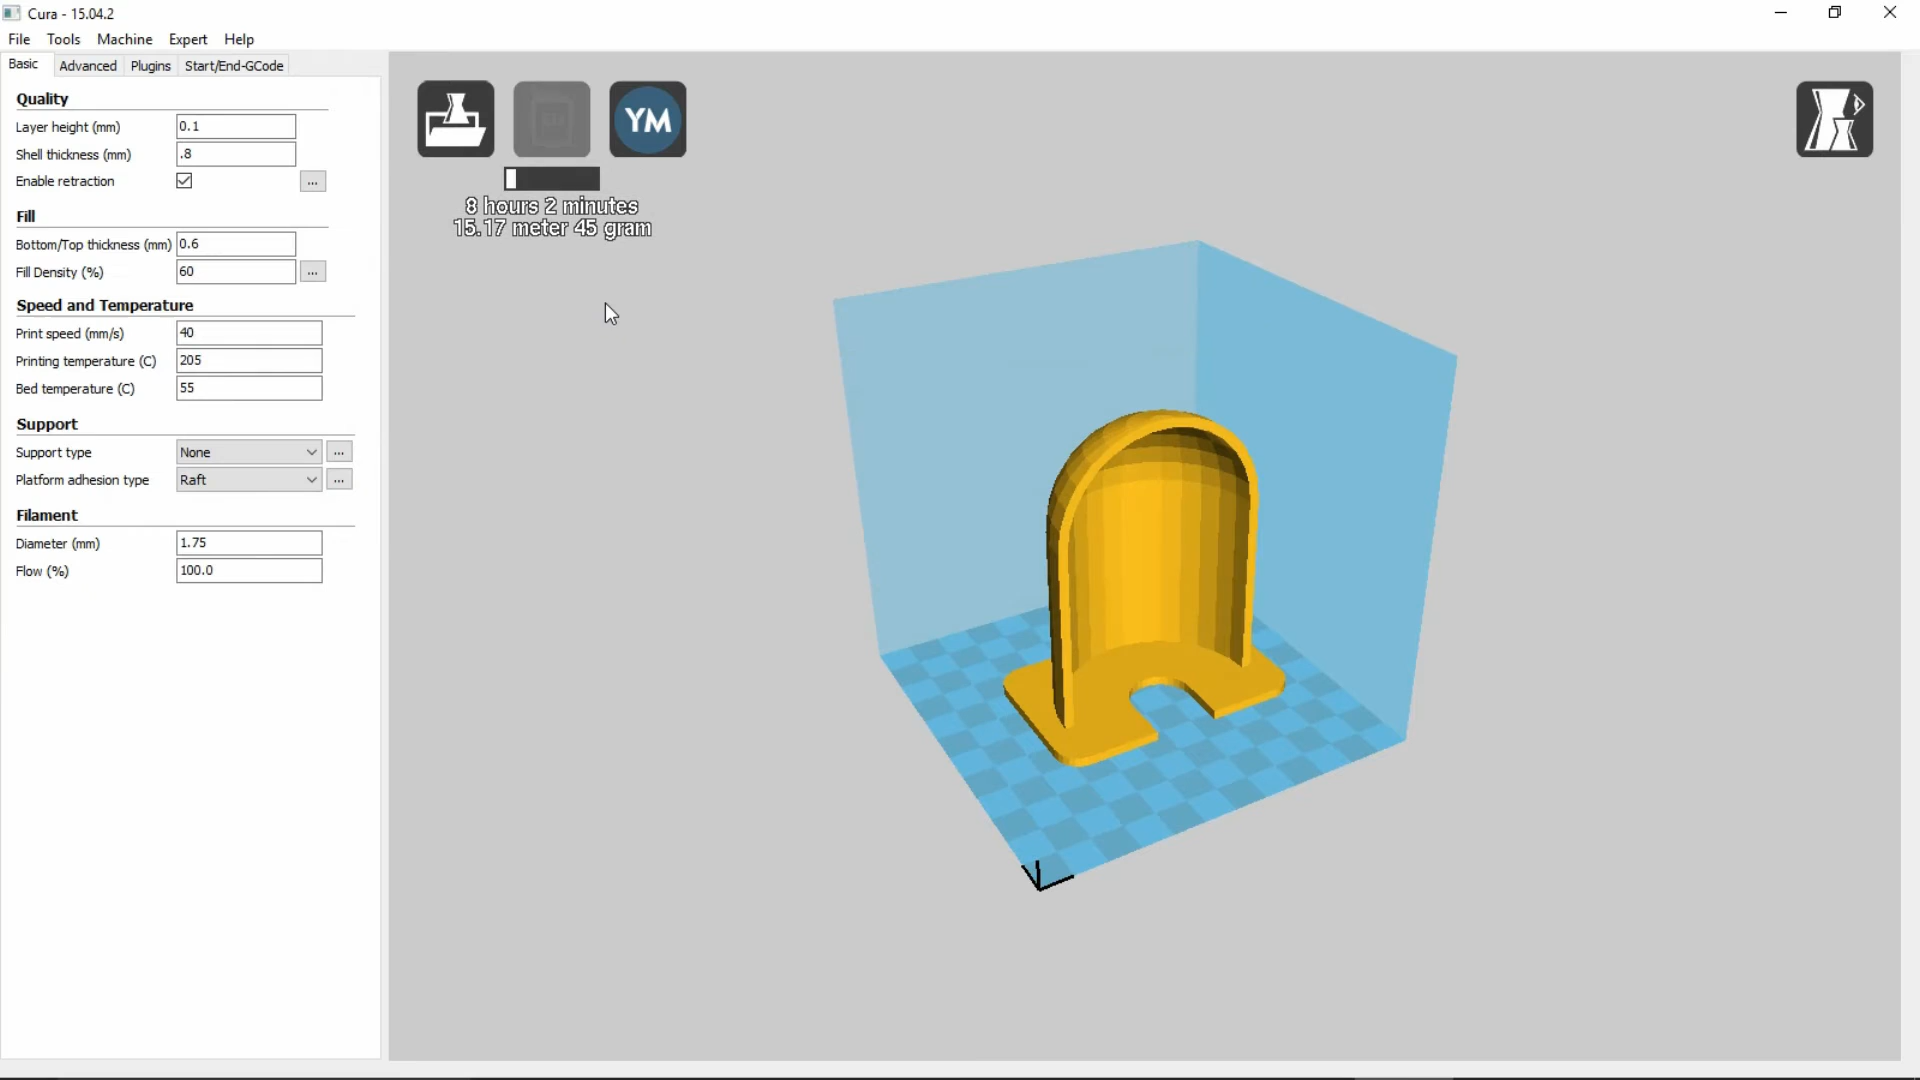 Cura - 15.04.2
File Tools Machine Expert Help
Basic Advanced Plugins Start/End-GCode
Quality
Layer height (mm) 0.1
Shell thickness (mm) .8
Enable retraction ...
Fill
Bottom/Top thickness (mm) 0.6
Fill Density (%) 60 ...
Speed and Temperature
Print speed (mm/s) 40
Printing temperature (C) 205
Bed temperature (C) 55
Support
Support type None ...
Platform adhesion type Raft ...
Filament
Diameter (mm) 1.75
Flow (%) 100.0
YM
8 hours 2 minutes
15.17 meter 45 gram